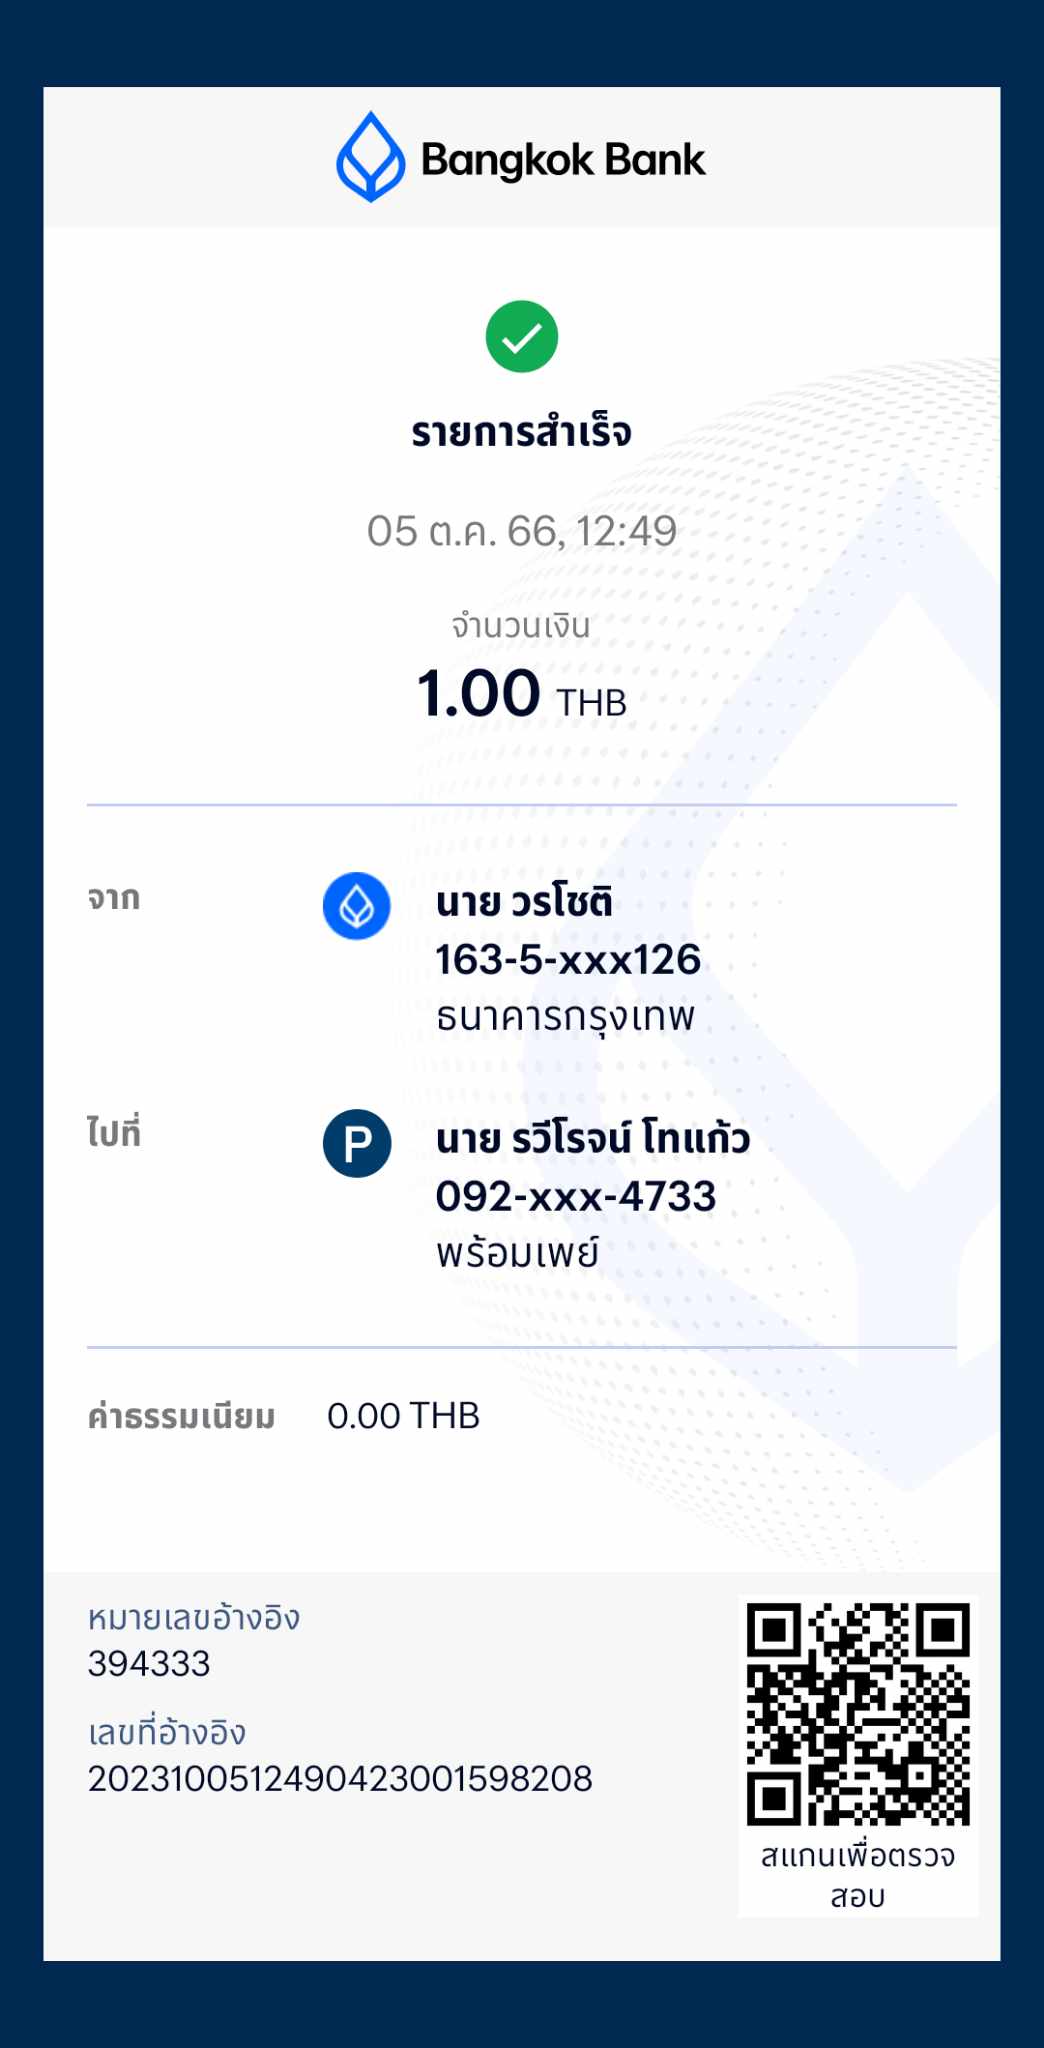 Bangkok Bank
รายการสำเร็จ
05 ต.ค. 66, 12:49
จำนวนเงิน
1.00 THB
จาก
นาย วรโชติ
163-5-xxx126
ธนาคารกรุงเทพ
ไปที่
P
นาย รวีโรจน์ โทแก้ว
092-xxx-4733
พร้อมเพย์
ค่าธรรมเนียม 0.00 THB
หมายเลขอ้างอิง
394333
เลขที่อ้างอิง
2023100512490423001598208
สแกนเพื่อตรวจ
สอบ